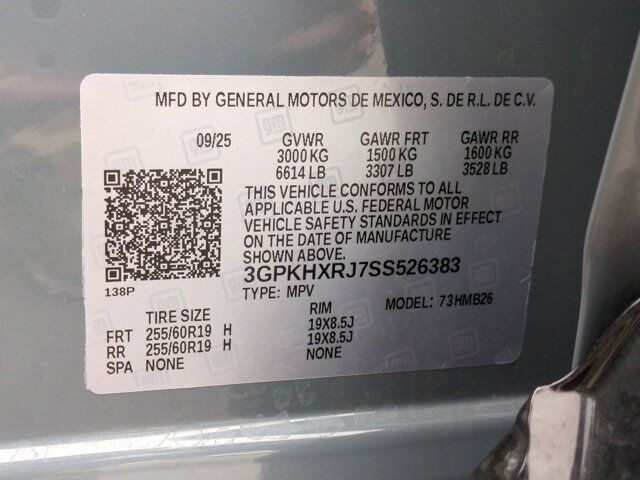 MFD BY GENERAL MOTORS DE MEXICO, S. DE R.L. DE C.V.
09/25 GVWR GAWR FRT GAWR RR
3000 KG 1500 KG 1600 KG
6614 LB 3307 LB 3528 LB
THIS VEHICLE CONFORMS TO ALL
APPLICABLE U.S. FEDERAL MOTOR
VEHICLE SAFETY STANDARDS IN EFFECT
ON THE DATE OF MANUFACTURE
SHOWN ABOVE.
3GPKHXRJ7SS526383
138P TYPE: MPV MODEL: 73HMB26
TIRE SIZE RIM
FRT 255/60R19 H 19X8.5J
RR 255/60R19 H 19X8.5J
SPA NONE NONE